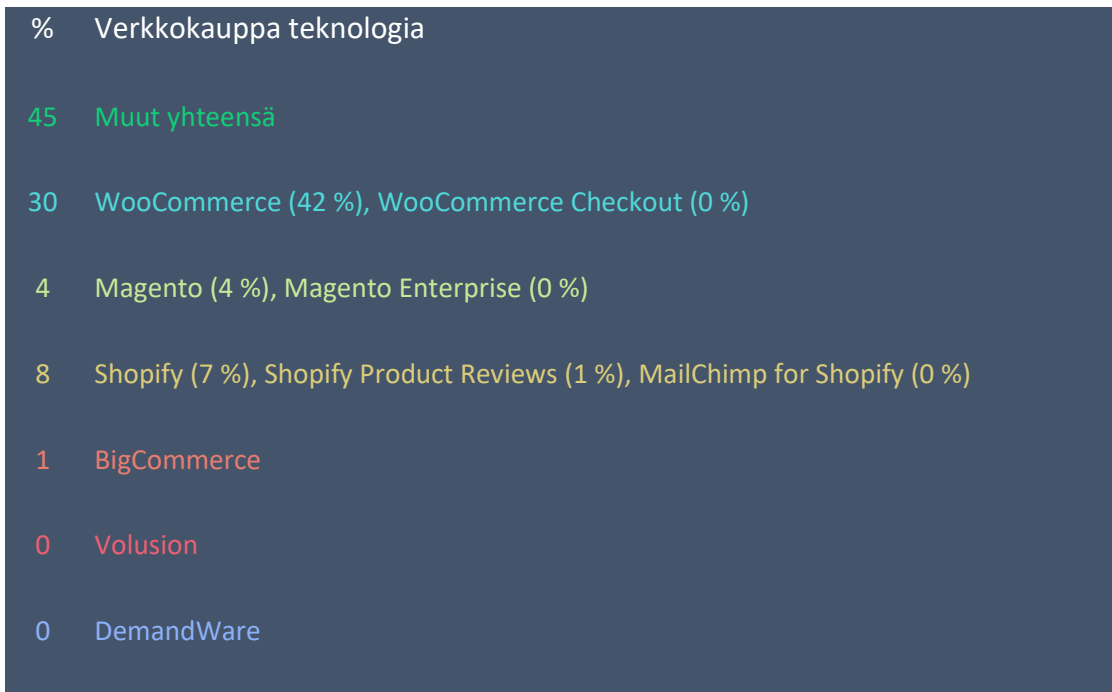 % Verkkokauppa teknologia
45 Muut yhteensä
30 WooCommerce (42 %), WooCommerce Checkout (0 %)
4 Magento (4 %), Magento Enterprise (0 %)
8 Shopify (7 %), Shopify Product Reviews (1 %), MailChimp for Shopify (0 %)
1 BigCommerce
0 Volusion
0 DemandWare